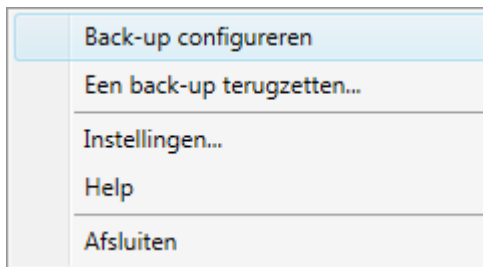 Back-up configureren
Een back-up terugzetten...
Instellingen...
Help
Afsluiten